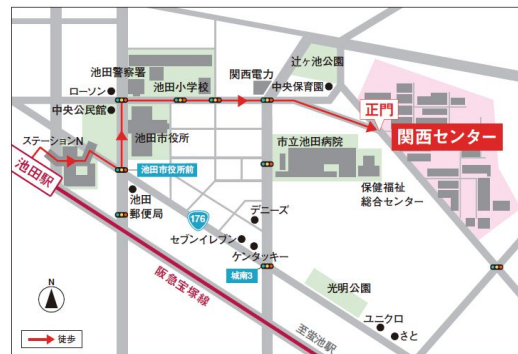 辻ヶ池公園
池田警察署
関西電力
ローソン
池田小学校
中央保育園
中央公民館
正門
関西センター
ステーションN
池田市役所
市立池田病院
池田駅
池田市役所前
保健福祉
総合センター
池田
郵便局
デニーズ
176
セブンイレブン
ケンタッキー
城南3
阪急宝塚線
光明公園
N
ユニクロ
さと
至蛍池駅
徒歩